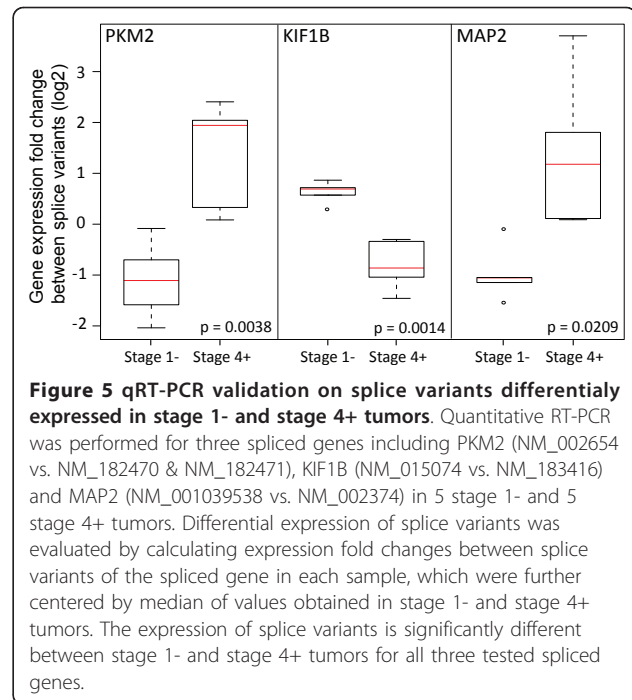 PKM2 KIF1B MAP2
Gene expression fold change
between splice variants (log2)
3
2
1
0
-1
-2
p = 0.0038 p = 0.0014 p = 0.0209
Stage 1- Stage 4+ Stage 1- Stage 4+ Stage 1- Stage 4+
Figure 5 qRT-PCR validation on splice variants differentialy
expressed in stage 1- and stage 4+ tumors. Quantitative RT-PCR
was performed for three spliced genes including PKM2 (NM_002654
vs. NM_182470 & NM_182471), KIF1B (NM_015074 vs. NM_183416)
and MAP2 (NM_001039538 vs. NM_002374) in 5 stage 1- and 5
stage 4+ tumors. Differential expression of splice variants was
evaluated by calculating expression fold changes between splice
variants of the spliced gene in each sample, which were further
centered by median of values obtained in stage 1- and stage 4+
tumors. The expression of splice variants is significantly different
between stage 1- and stage 4+ tumors for all three tested spliced
genes.